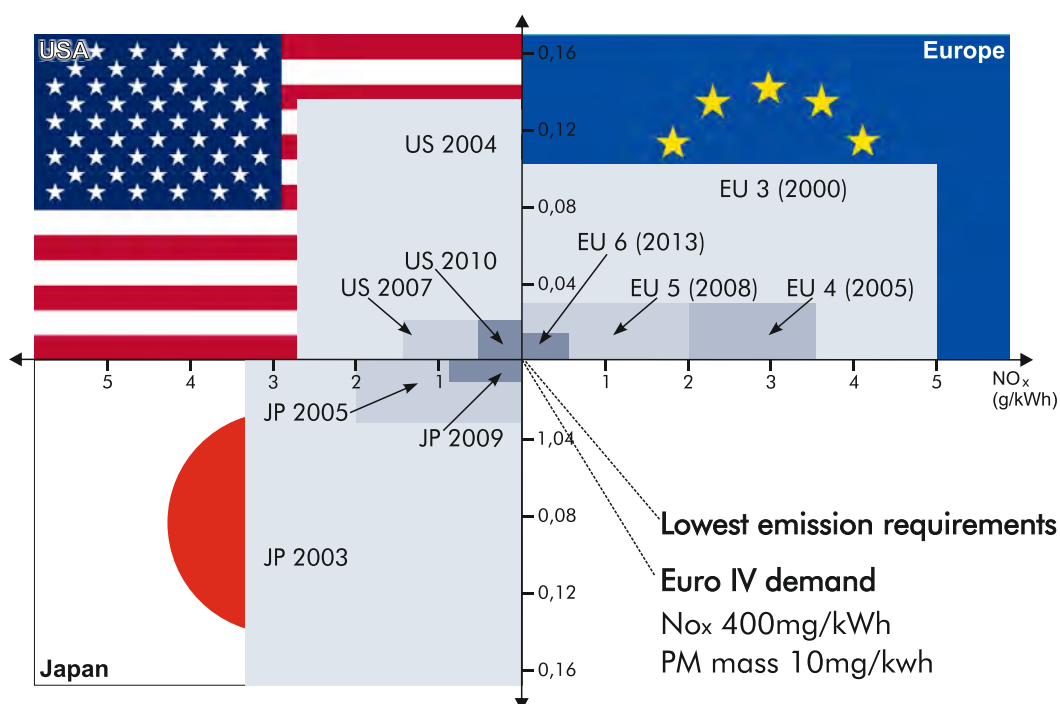 USA
Europe
0,16
US 2004
0,12
EU 3 (2000)
0,08
EU 6 (2013)
US 2010
US 2007
0,04
EU 5 (2008)
EU 4 (2005)
5
4
3
2
1
1
2
3
4
5
NOx
(g/kWh)
JP 2005
JP 2009
1,04
0,08
Lowest emission requirements
JP 2003
Euro IV demand
0,12
Nox 400mg/kWh
PM mass 10mg/kwh
Japan
0,16